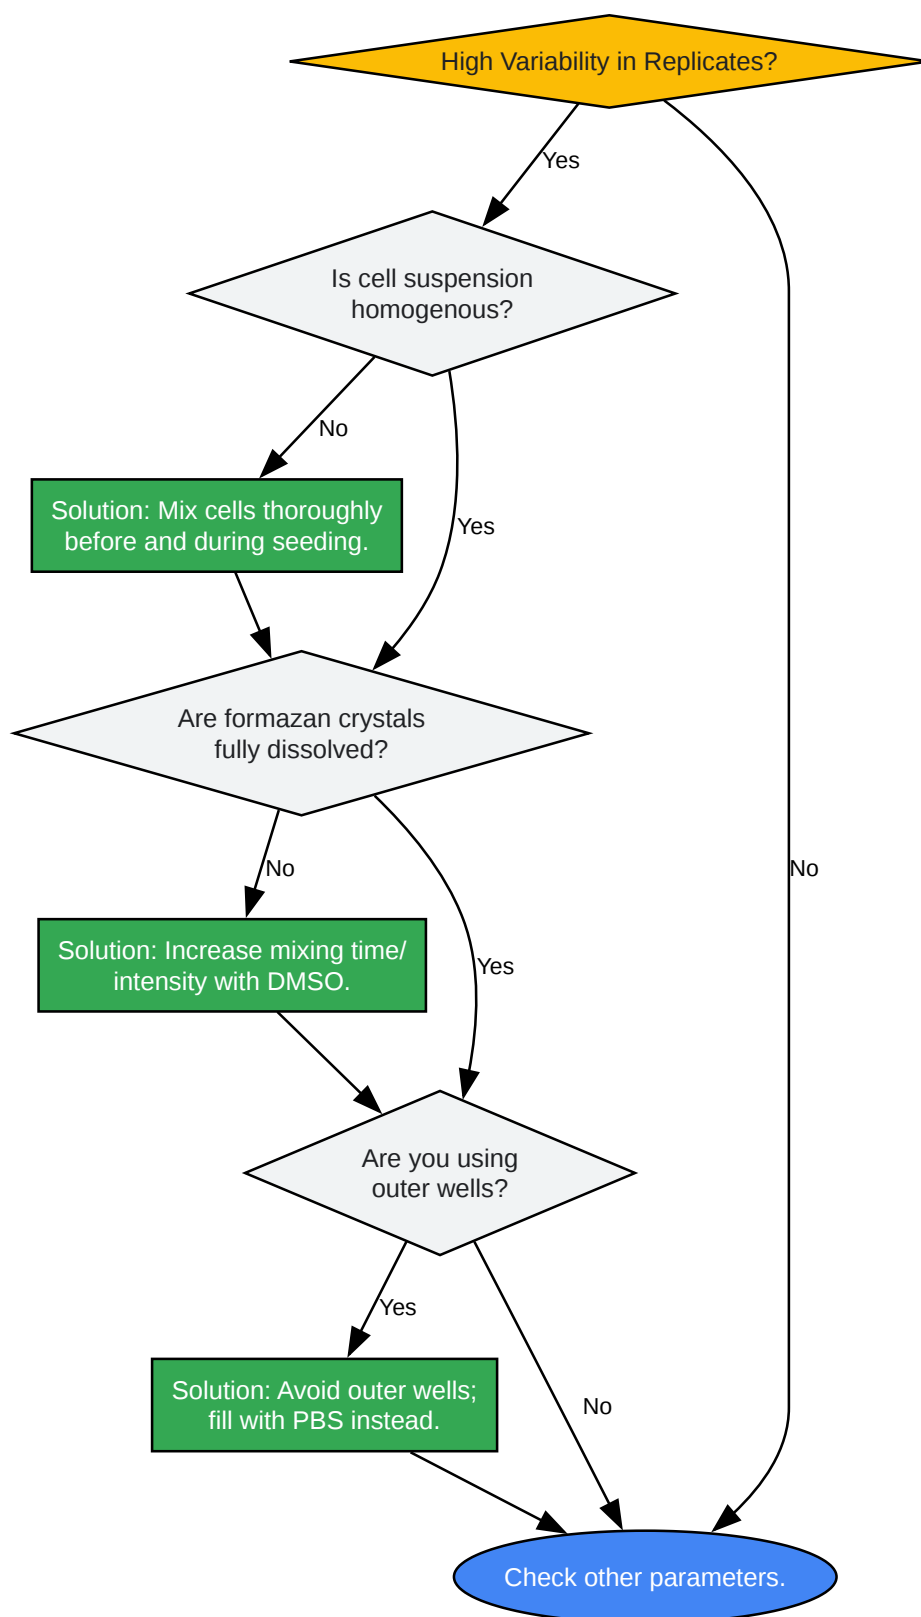 High Variability in Replicates?
Yes
Is cell suspension
homogenous?
No
Solution: Mix cells thoroughly
before and during seeding.
Yes
Are formazan crystals
fully dissolved?
No
No
Solution: Increase mixing time/
intensity with DMSO.
Yes
Are you using
outer wells?
Yes
Solution: Avoid outer wells;
fill with PBS instead.
No
Check other parameters.